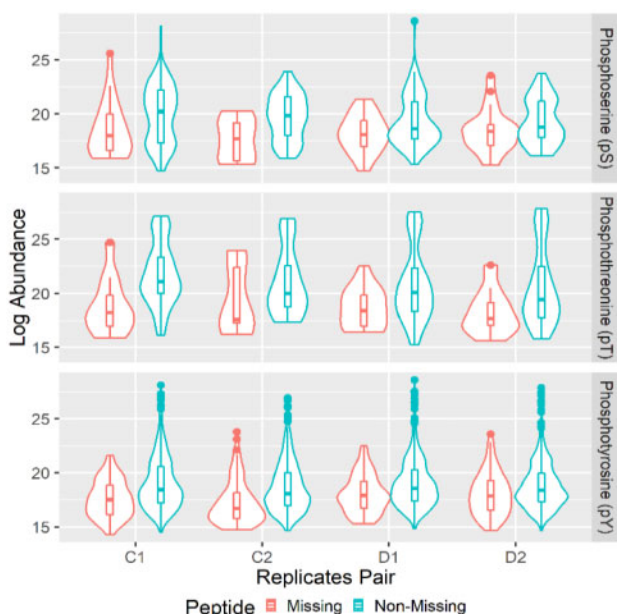 25
20
15
Phosphoserine (pS)
Log Abundance
25
20
15
Phosphothreonine (pT)
25
20
15
Phosphotyrosine (pY)
C1 C2 D1 D2
Replicates Pair
Peptide Missing Non-Missing